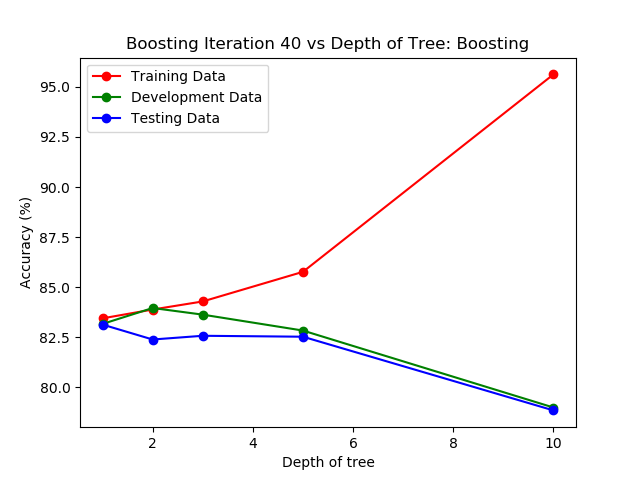 Boosting Iteration 40 vs Depth of Tree: Boosting
Training Data
Development Data
Testing Data
95.0
92.5
90.0
87.5
85.0
82.5
80.0
Accuracy (%)
2
4
6
8
10
Depth of tree